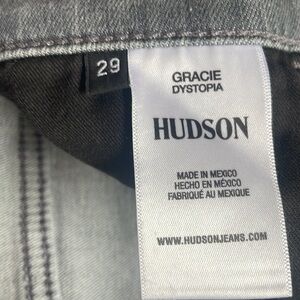 29
GRACIE
DYSTOPIA
HUDSON
MADE IN MEXICO
HECHO EN MÉXICO
FABRIQUÉ AU MEXIQUE
WWW.HUDSONJEANS.COM